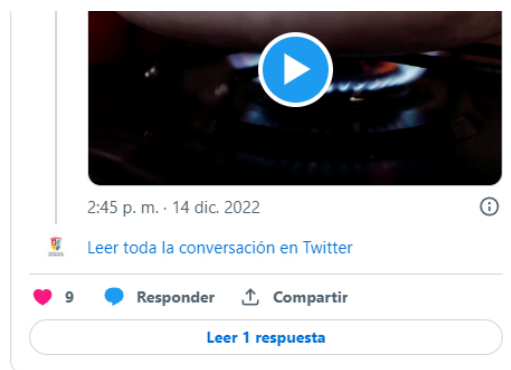 2:45 p. m. · 14 dic. 2022
Leer toda la conversación en Twitter
9 Responder Compartir
Leer 1 respuesta